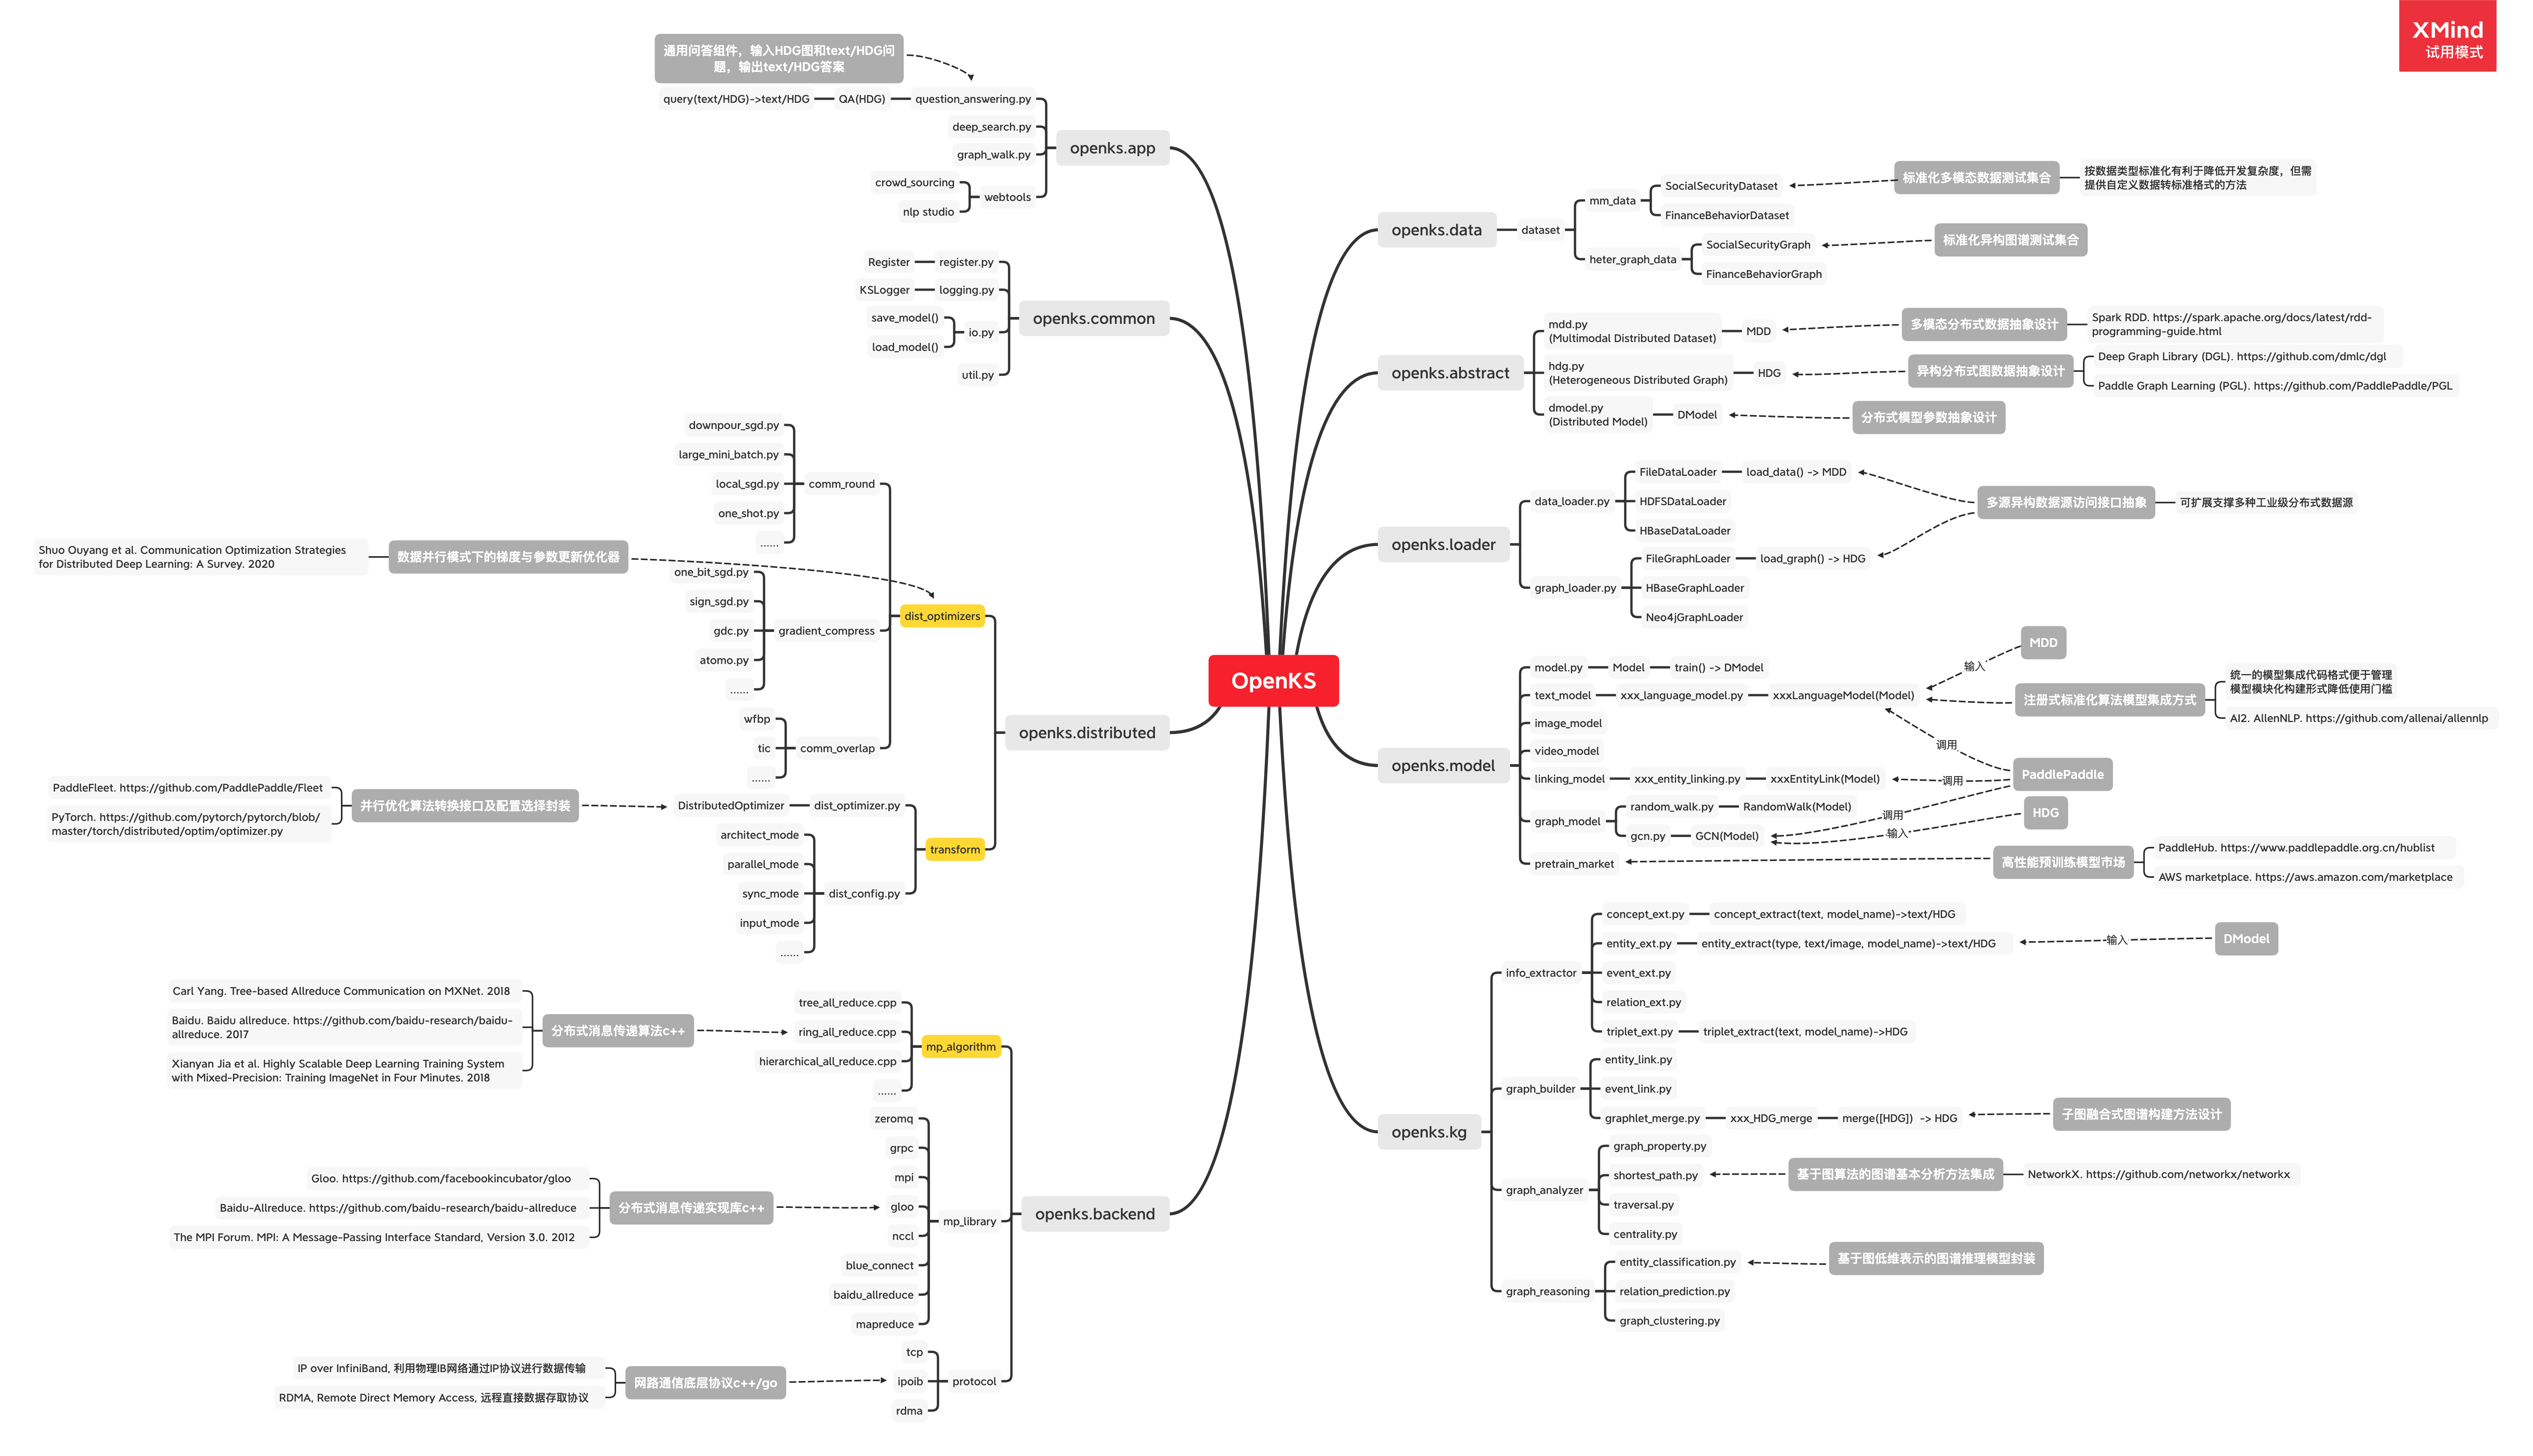 XMind
试用模式
OpenKS
openks.app
通用问答组件，输入HDG图和text/HDG问
题，输出text/HDG答案
query(text/HDG)->text/HDG
QA(HDG)
question_answering.py
deep_search.py
graph_walk.py
crowd_sourcing
nlp studio
webtools
openks.common
Register
register.py
KSLogger
logging.py
save_model()
load_model()
io.py
util.py
openks.distributed
downpour_sgd.py
large_mini_batch.py
local_sgd.py
one_shot.py
......
comm_round
Shuo Ouyang et al. Communication Optimization Strategies
for Distributed Deep Learning: A Survey. 2020
数据并行模式下的梯度与参数更新优化器
dist_optimizers
one_bit_sgd.py
sign_sgd.py
gdc.py
atomo.py
......
gradient_compress
wfbp
tic
......
comm_overlap
PaddleFleet. https://github.com/PaddlePaddle/Fleet
PyTorch. https://github.com/pytorch/pytorch/blob/
master/torch/distributed/optim/optimizer.py
并行优化算法转换接口及配置选择封装
DistributedOptimizer
dist_optimizer.py
transform
architect_mode
parallel_mode
sync_mode
input_mode
......
dist_config.py
openks.backend
Carl Yang. Tree-based Allreduce Communication on MXNet. 2018
Baidu. Baidu allreduce. https://github.com/baidu-research/baidu-
allreduce. 2017
Xianyan Jia et al. Highly Scalable Deep Learning Training System
with Mixed-Precision: Training ImageNet in Four Minutes. 2018
分布式消息传递算法c++
tree_all_reduce.cpp
ring_all_reduce.cpp
hierarchical_all_reduce.cpp
......
mp_algorithm
Gloo. https://github.com/facebookincubator/gloo
Baidu-Allreduce. https://github.com/baidu-research/baidu-allreduce
The MPI Forum. MPI: A Message-Passing Interface Standard, Version 3.0. 2012
分布式消息传递实现库c++
zeromq
grpc
mpi
gloo
nccl
blue_connect
baidu_allreduce
mapreduce
mp_library
IP over InfiniBand, 利用物理IB网络通过IP协议进行数据传输
RDMA, Remote Direct Memory Access, 远程直接数据存取协议
网路通信底层协议c++/go
tcp
ipoib
rdma
protocol
openks.data
dataset
mm_data
SocialSecurityDataset
FinanceBehaviorDataset
标准化多模态数据测试集合
按数据类型标准化有利于降低开发复杂度，但需
提供自定义数据转标准格式的方法
heter_graph_data
SocialSecurityGraph
FinanceBehaviorGraph
标准化异构图谱测试集合
openks.abstract
mdd.py
(Multimodal Distributed Dataset)
MDD
多模态分布式数据抽象设计
Spark RDD. https://spark.apache.org/docs/latest/rdd-
programming-guide.html
hdg.py
(Heterogeneous Distributed Graph)
HDG
异构分布式图数据抽象设计
Deep Graph Library (DGL). https://github.com/dmlc/dgl
Paddle Graph Learning (PGL). https://github.com/PaddlePaddle/PGL
dmodel.py
(Distributed Model)
DModel
分布式模型参数抽象设计
openks.loader
data_loader.py
FileDataLoader
load_data() -> MDD
HDFSDataLoader
HBaseDataLoader
多源异构数据源访问接口抽象
可扩展支撑多种工业级分布式数据源
graph_loader.py
FileGraphLoader
load_graph() -> HDG
HBaseGraphLoader
Neo4jGraphLoader
openks.model
model.py
Model
train() -> DModel
MDD
输入
text_model
xxx_language_model.py
xxxLanguageModel(Model)
注册式标准化算法模型集成方式
统一的模型集成代码格式便于管理
模型模块化构建形式降低使用门槛
AI2. AllenNLP. https://github.com/allenai/allennlp
image_model
video_model
调用
PaddlePaddle
linking_model
xxx_entity_linking.py
xxxEntityLink(Model)
调用
graph_model
random_walk.py
RandomWalk(Model)
调用
HDG
gcn.py
GCN(Model)
输入
pretrain_market
高性能预训练模型市场
PaddleHub. https://www.paddlepaddle.org.cn/hublist
AWS marketplace. https://aws.amazon.com/marketplace
openks.kg
info_extractor
concept_ext.py
concept_extract(text, model_name)->text/HDG
entity_ext.py
entity_extract(type, text/image, model_name)->text/HDG
输入
DModel
event_ext.py
relation_ext.py
triplet_ext.py
triplet_extract(text, model_name)->HDG
graph_builder
entity_link.py
event_link.py
graphlet_merge.py
xxx_HDG_merge
merge([HDG]) -> HDG
子图融合式图谱构建方法设计
graph_analyzer
graph_property.py
shortest_path.py
traversal.py
centrality.py
基于图算法的图谱基本分析方法集成
NetworkX. https://github.com/networkx/networkx
graph_reasoning
entity_classification.py
relation_prediction.py
graph_clustering.py
基于图低维表示的图谱推理模型封装